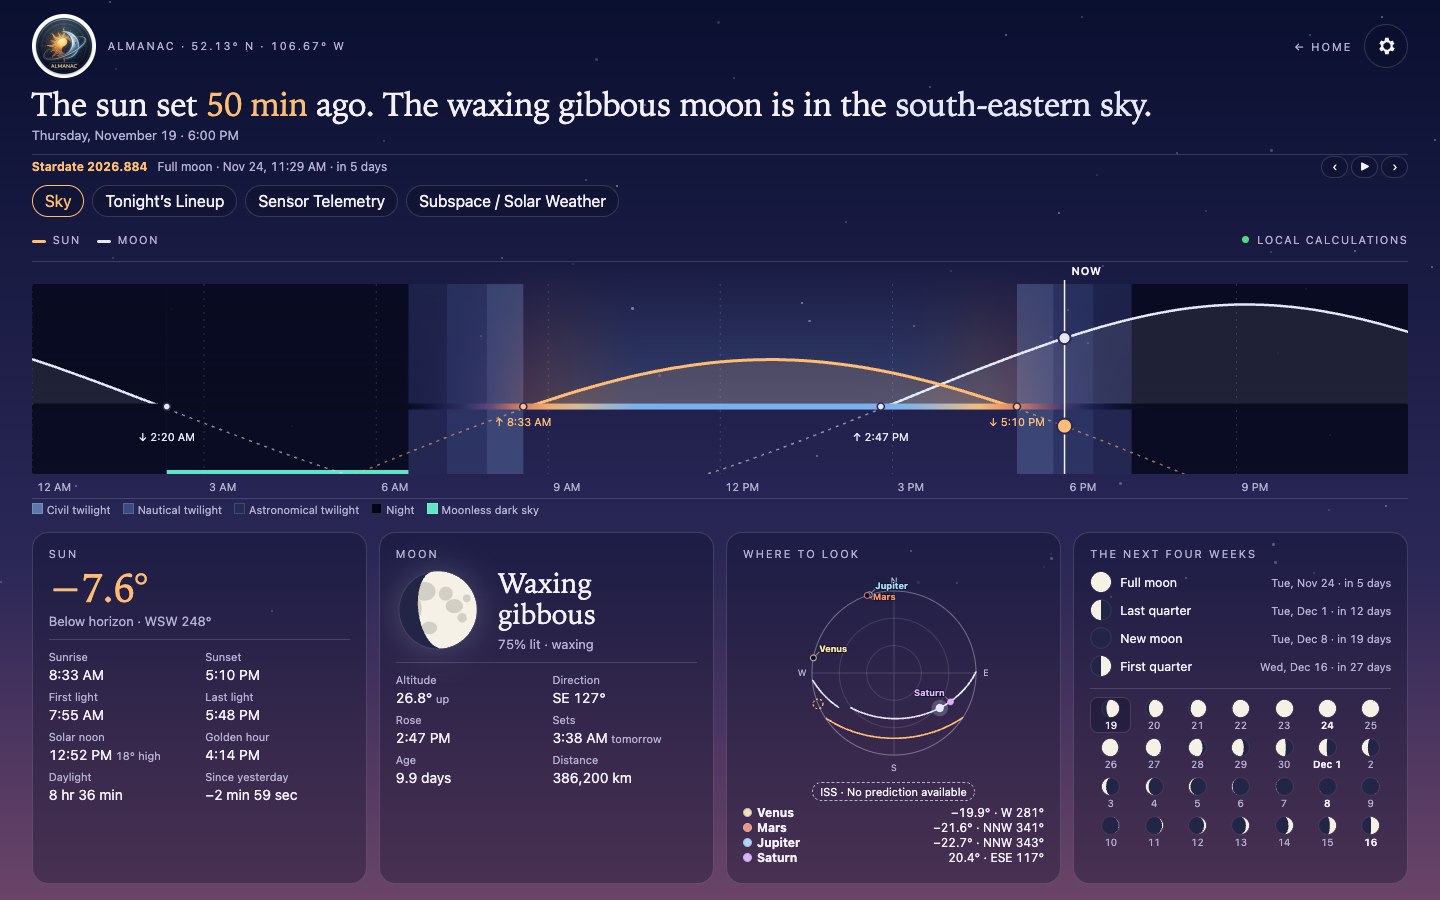 ALMANAC
ALMANAC · 52.13° N · 106.67° W
← HOME
The sun set 50 min ago. The waxing gibbous moon is in the south-eastern sky.
Thursday, November 19 · 6:00 PM
Stardate 2026.884 Full moon · Nov 24, 11:29 AM · in 5 days
Sky Tonight's Lineup Sensor Telemetry Subspace / Solar Weather
SUN MOON
LOCAL CALCULATIONS
NOW
↑ 8:33 AM
↓ 5:10 PM
↓ 2:20 AM
↑ 2:47 PM
12 AM 3 AM 6 AM 9 AM 12 PM 3 PM 6 PM 9 PM
Civil twilight Nautical twilight Astronomical twilight Night Moonless dark sky
SUN
−7.6°
Below horizon · WSW 248°
Sunrise Sunset
8:33 AM 5:10 PM
First light Last light
7:55 AM 5:48 PM
Solar noon Golden hour
12:52 PM 18° high 4:14 PM
Daylight Since yesterday
8 hr 36 min −2 min 59 sec
MOON
Waxing
gibbous
75% lit · waxing
Altitude Direction
26.8° up SE 127°
Rose Sets
2:47 PM 3:38 AM tomorrow
Age Distance
9.9 days 386,200 km
WHERE TO LOOK
N
Jupiter
Mars
Venus
W E
Saturn
S
ISS · No prediction available
Venus −19.9° · W 281°
Mars −21.6° · NNW 341°
Jupiter −22.7° · NNW 343°
Saturn 20.4° · ESE 117°
THE NEXT FOUR WEEKS
Full moon Tue, Nov 24 · in 5 days
Last quarter Tue, Dec 1 · in 12 days
New moon Tue, Dec 8 · in 19 days
First quarter Wed, Dec 16 · in 27 days
19 20 21 22 23 24 25
26 27 28 29 30 Dec 1 2
3 4 5 6 7 8 9
10 11 12 13 14 15 16